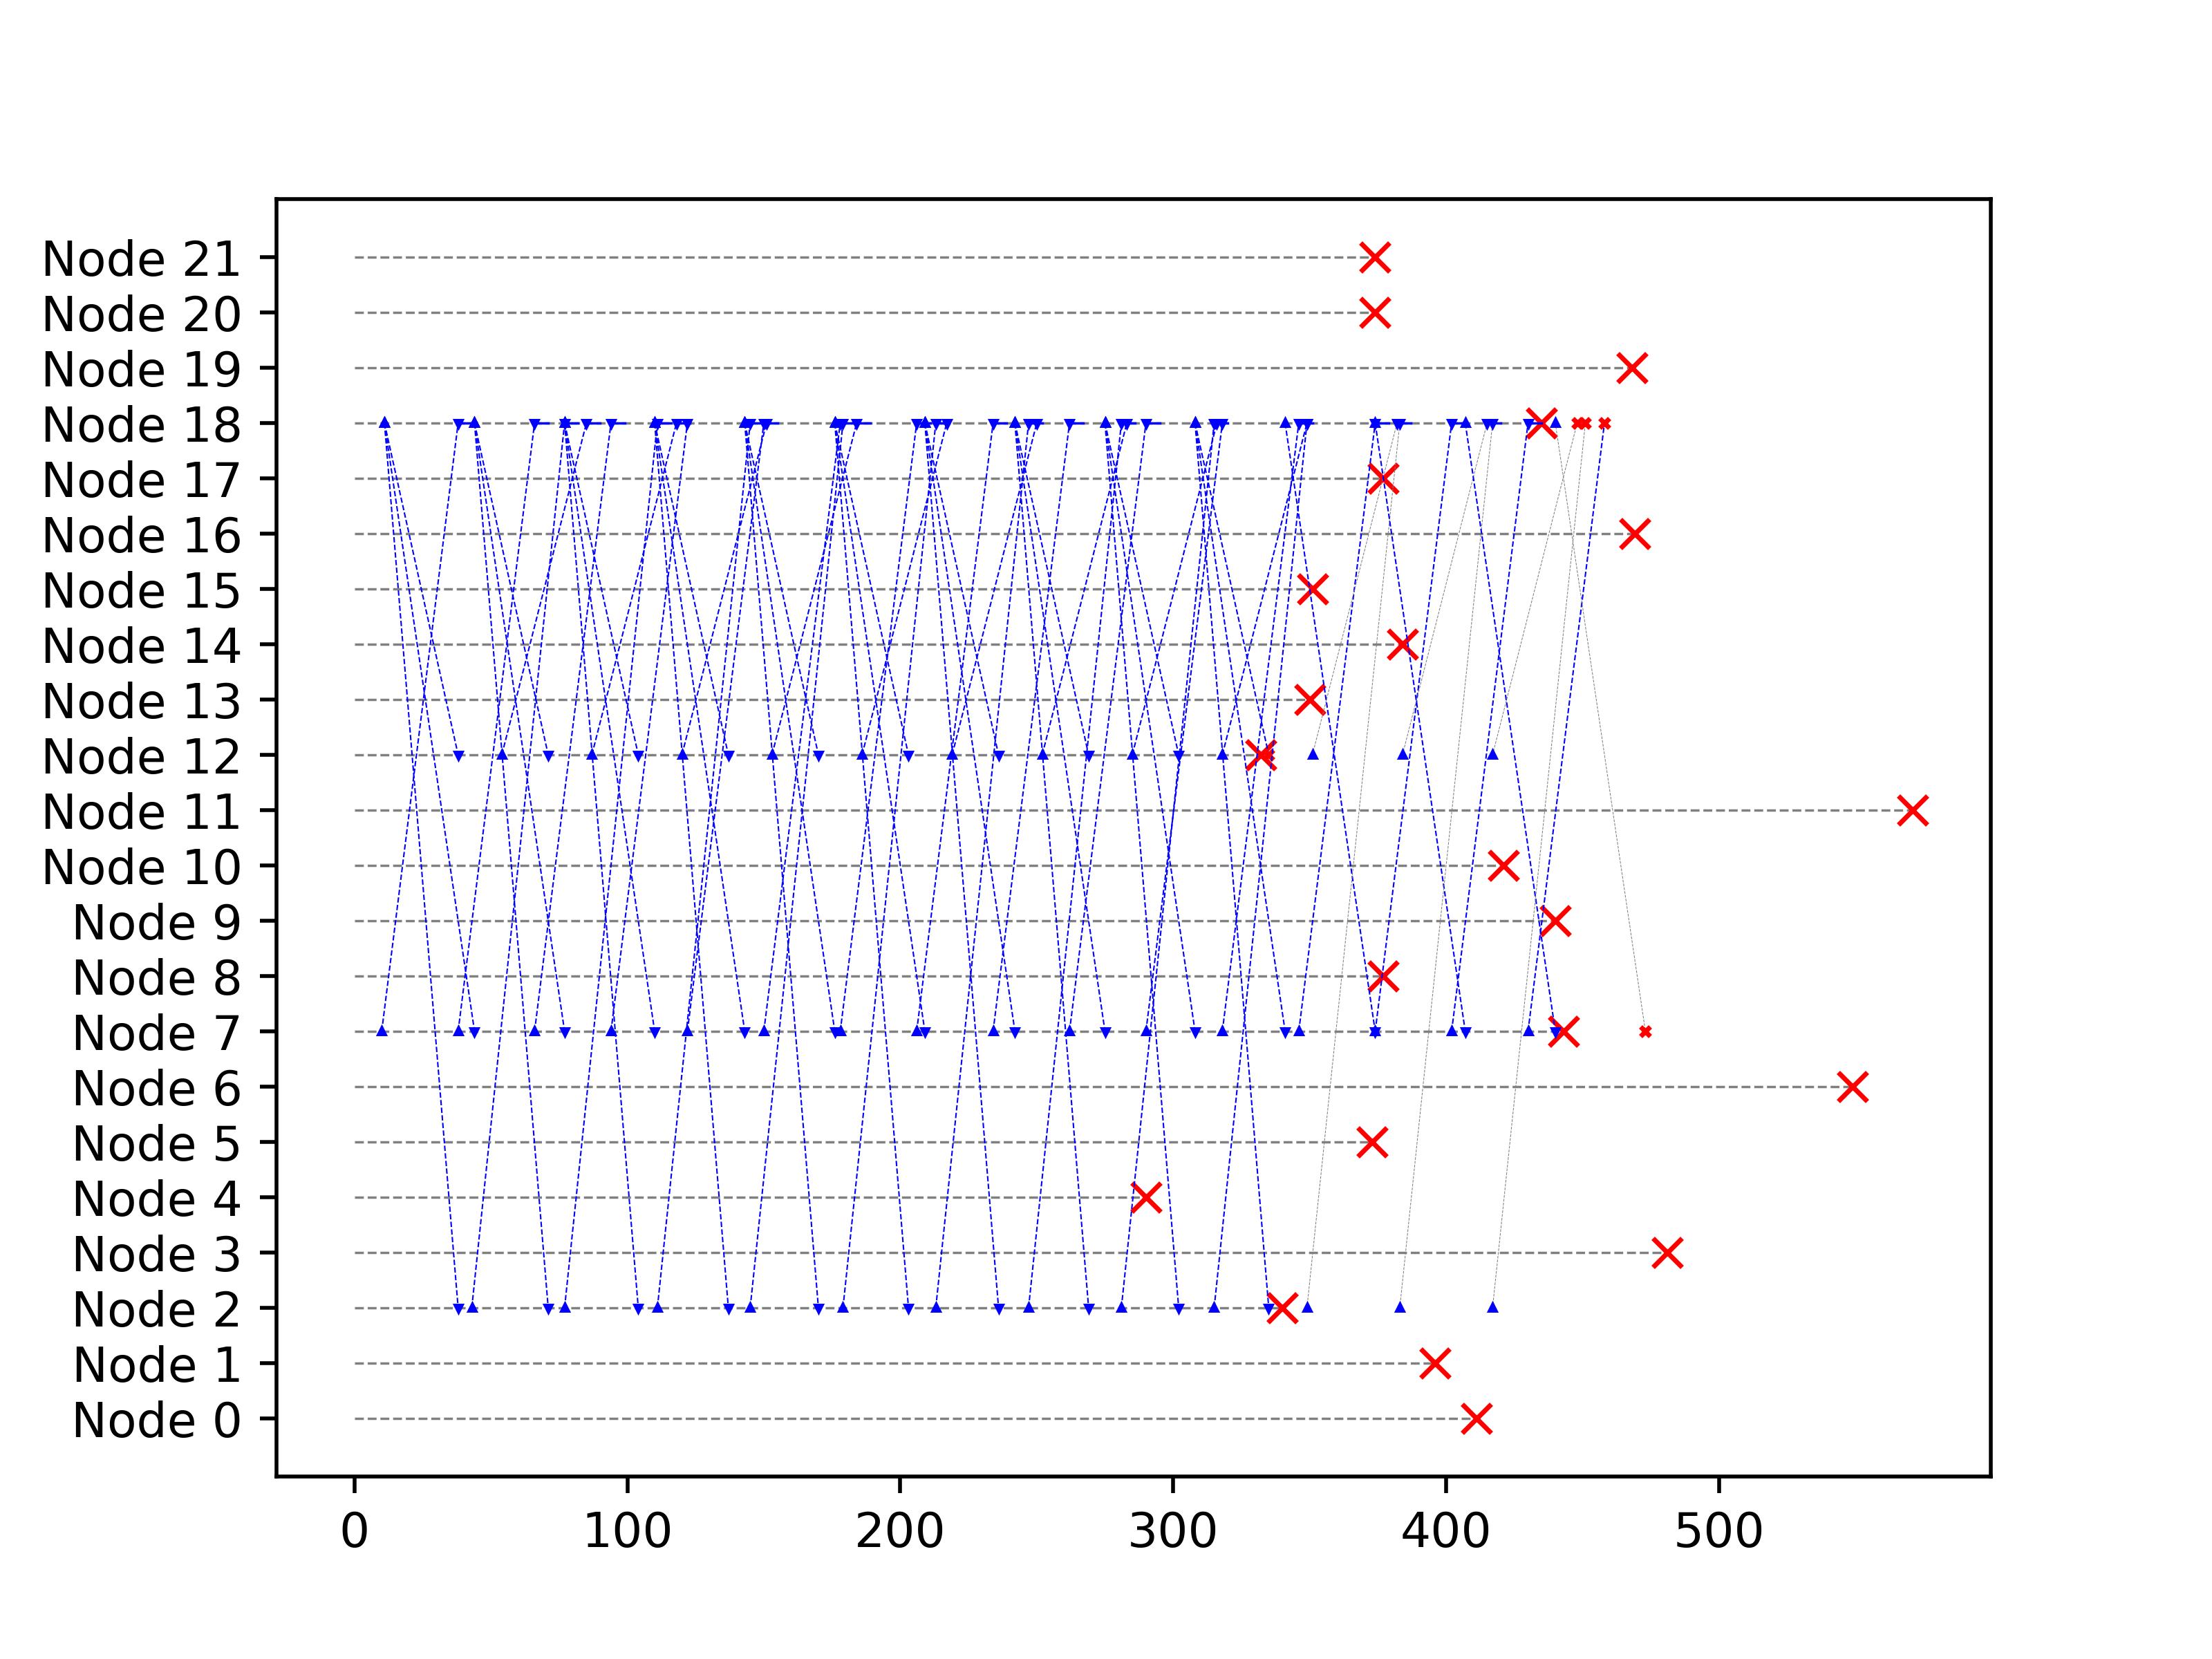 Node 21
Node 20
Node 19
Node 18
Node 17
Node 16
Node 15
Node 14
Node 13
Node 12
Node 11
Node 10
Node 9
Node 8
Node 7
Node 6
Node 5
Node 4
Node 3
Node 2
Node 1
Node 0
0 100 200 300 400 500